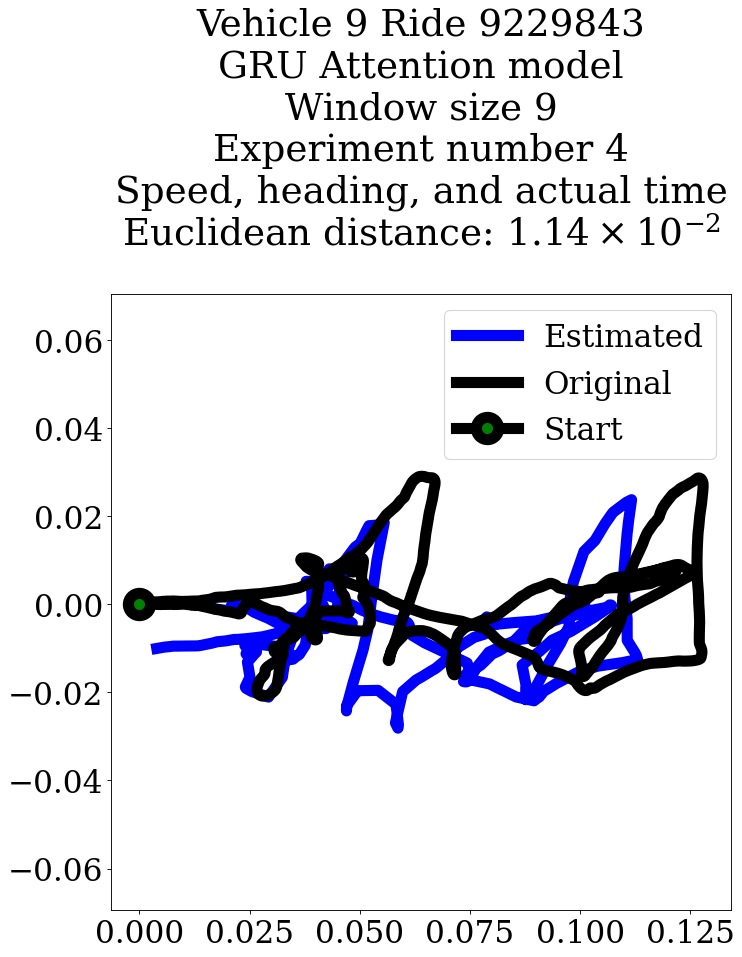 Vehicle 9 Ride 9229843
GRU Attention model
Window size 9
Experiment number 4
Speed, heading, and actual time
Euclidean distance: 1.14 × 10⁻²
Estimated
Original
Start
0.06
0.04
0.02
0.00
−0.02
−0.04
−0.06
0.000 0.025 0.050 0.075 0.100 0.125